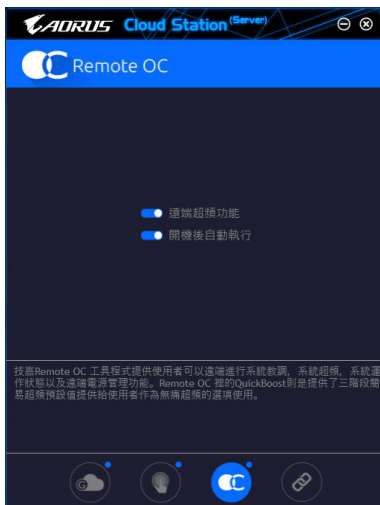 AORUS Cloud Station (Server)
Remote OC
遠端超頻功能
開機後自動執行
技嘉Remote OC 工具程式提供使用者可以遠端進行系統教調, 系統超頻, 系統運
作狀態以及遠端電源管理功能。Remote OC 裡的QuickBoost則是提供了三階段簡
易超頻預設值提供給使用者作為無痛超頻的選項使用。
G